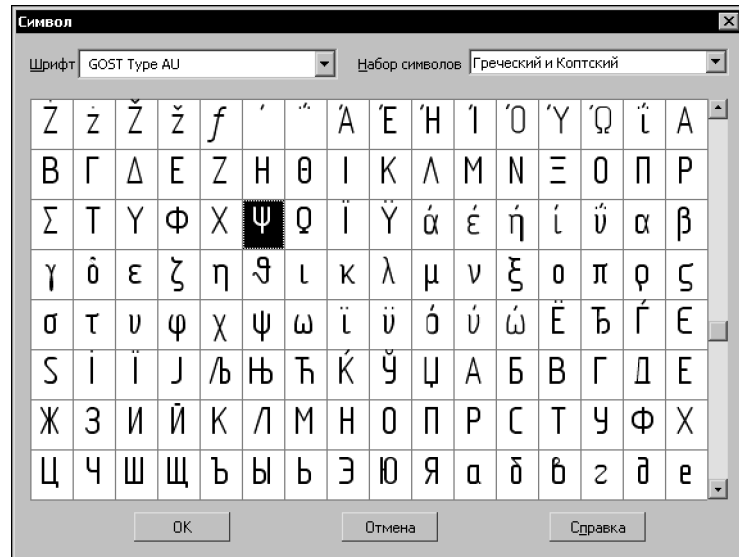 Символ
Шрифт GOST Type AU Набор символов Греческий и Коптский
Ż ż Ž ž ƒ ΄ ΅ Ά Έ Ή Ί Ό Ύ Ώ ΐ Α
Β Γ Δ Ε Ζ Η Θ Ι Κ Λ Μ Ν Ξ Ο Π Ρ
Σ Τ Υ Φ Χ Ψ Ω Ϊ Ϋ ά έ ή ί ΰ α β
γ δ ε ζ η θ ι κ λ μ ν ξ ο π ρ ς
σ τ υ φ χ ψ ω ϊ ϋ ό ύ ώ Ё Ђ Ѓ Є
Ѕ І Ї Ј Љ Њ Ћ Ќ Ў Џ А Б В Г Д Е
Ж З И Й К Л М Н О П Р С Т У Ф Х
Ц Ч Ш Щ Ъ Ы Ь Э Ю Я а б в г д е
OK Отмена Справка